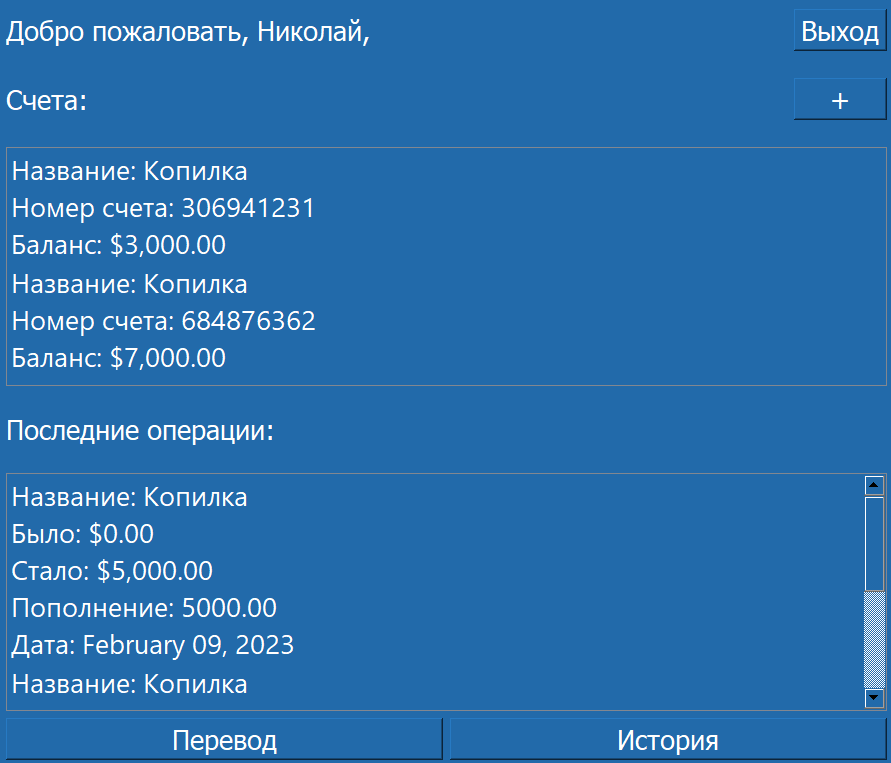 Добро пожаловать, Николай,
Выход
Счета:
+
Название: Копилка
Номер счета: 306941231
Баланс: $3,000.00
Название: Копилка
Номер счета: 684876362
Баланс: $7,000.00
Последние операции:
Название: Копилка
Было: $0.00
Стало: $5,000.00
Пополнение: 5000.00
Дата: February 09, 2023
Название: Копилка
Перевод
История